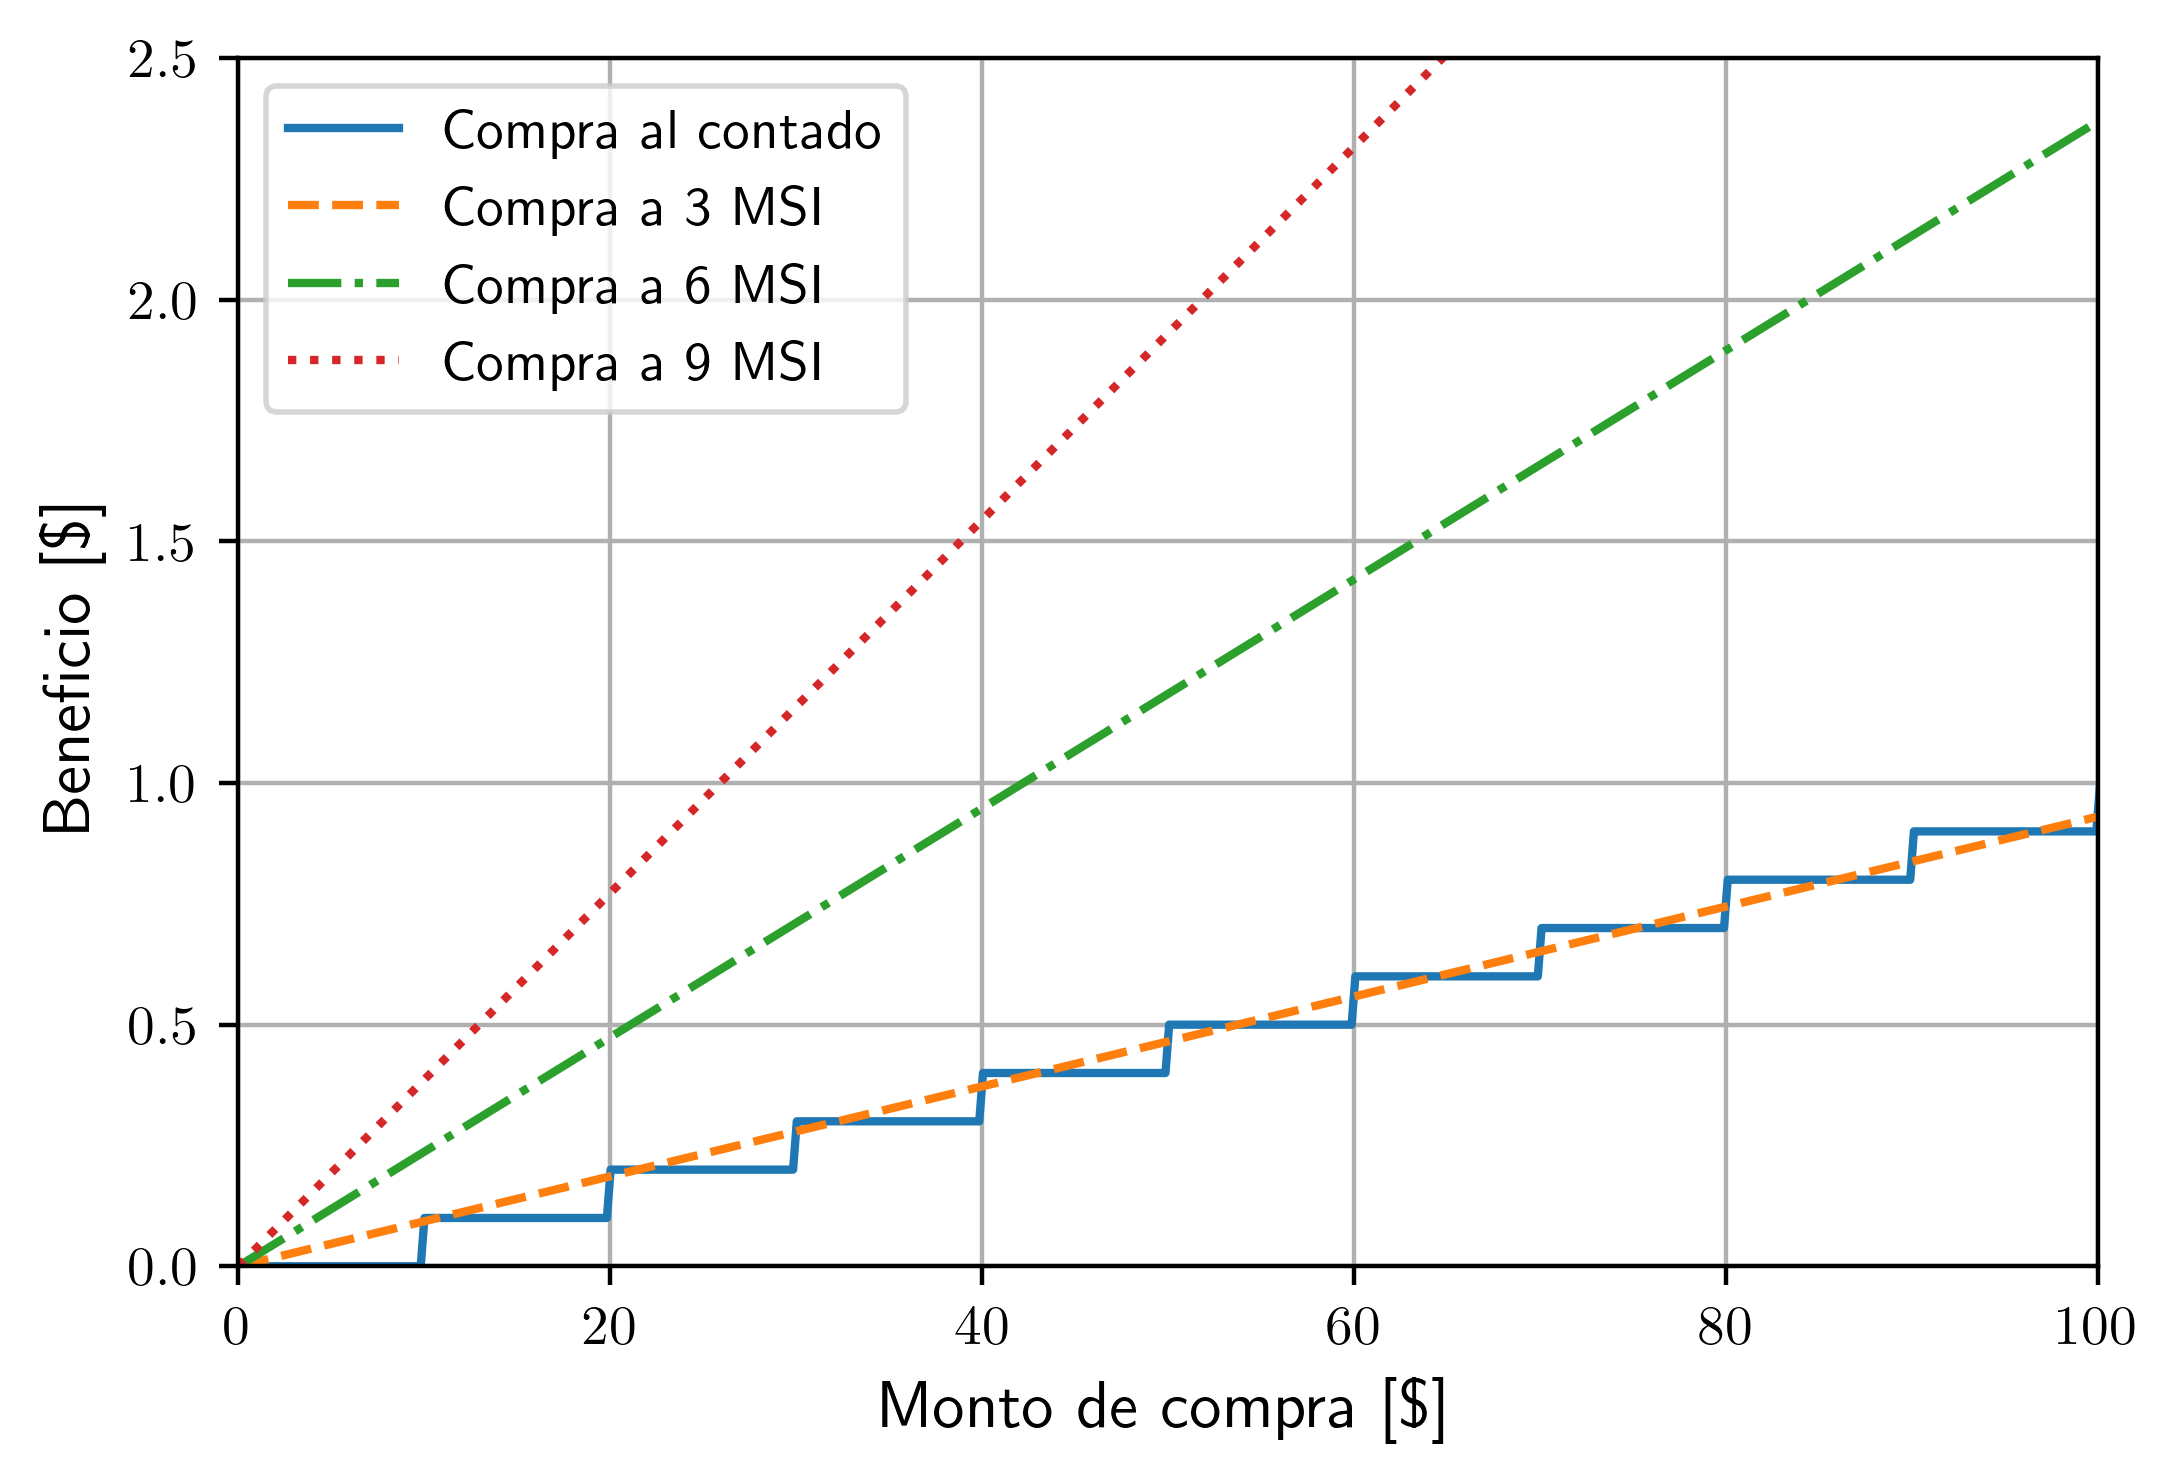 2.5
2.0
1.5
1.0
0.5
0.0
Beneficio [$]
Compra al contado
Compra a 3 MSI
Compra a 6 MSI
Compra a 9 MSI
0 20 40 60 80 100
Monto de compra [$]